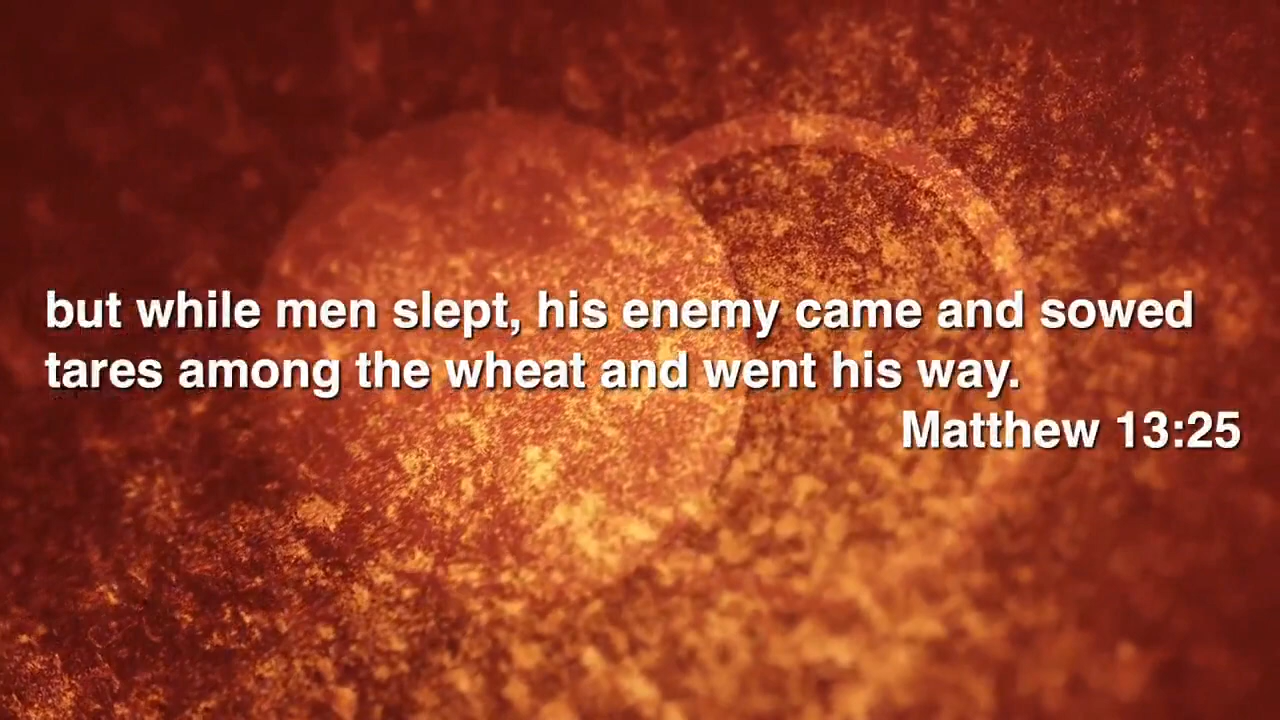 but while men slept, his enemy came and sowed
tares among the wheat and went his way.
Matthew 13:25